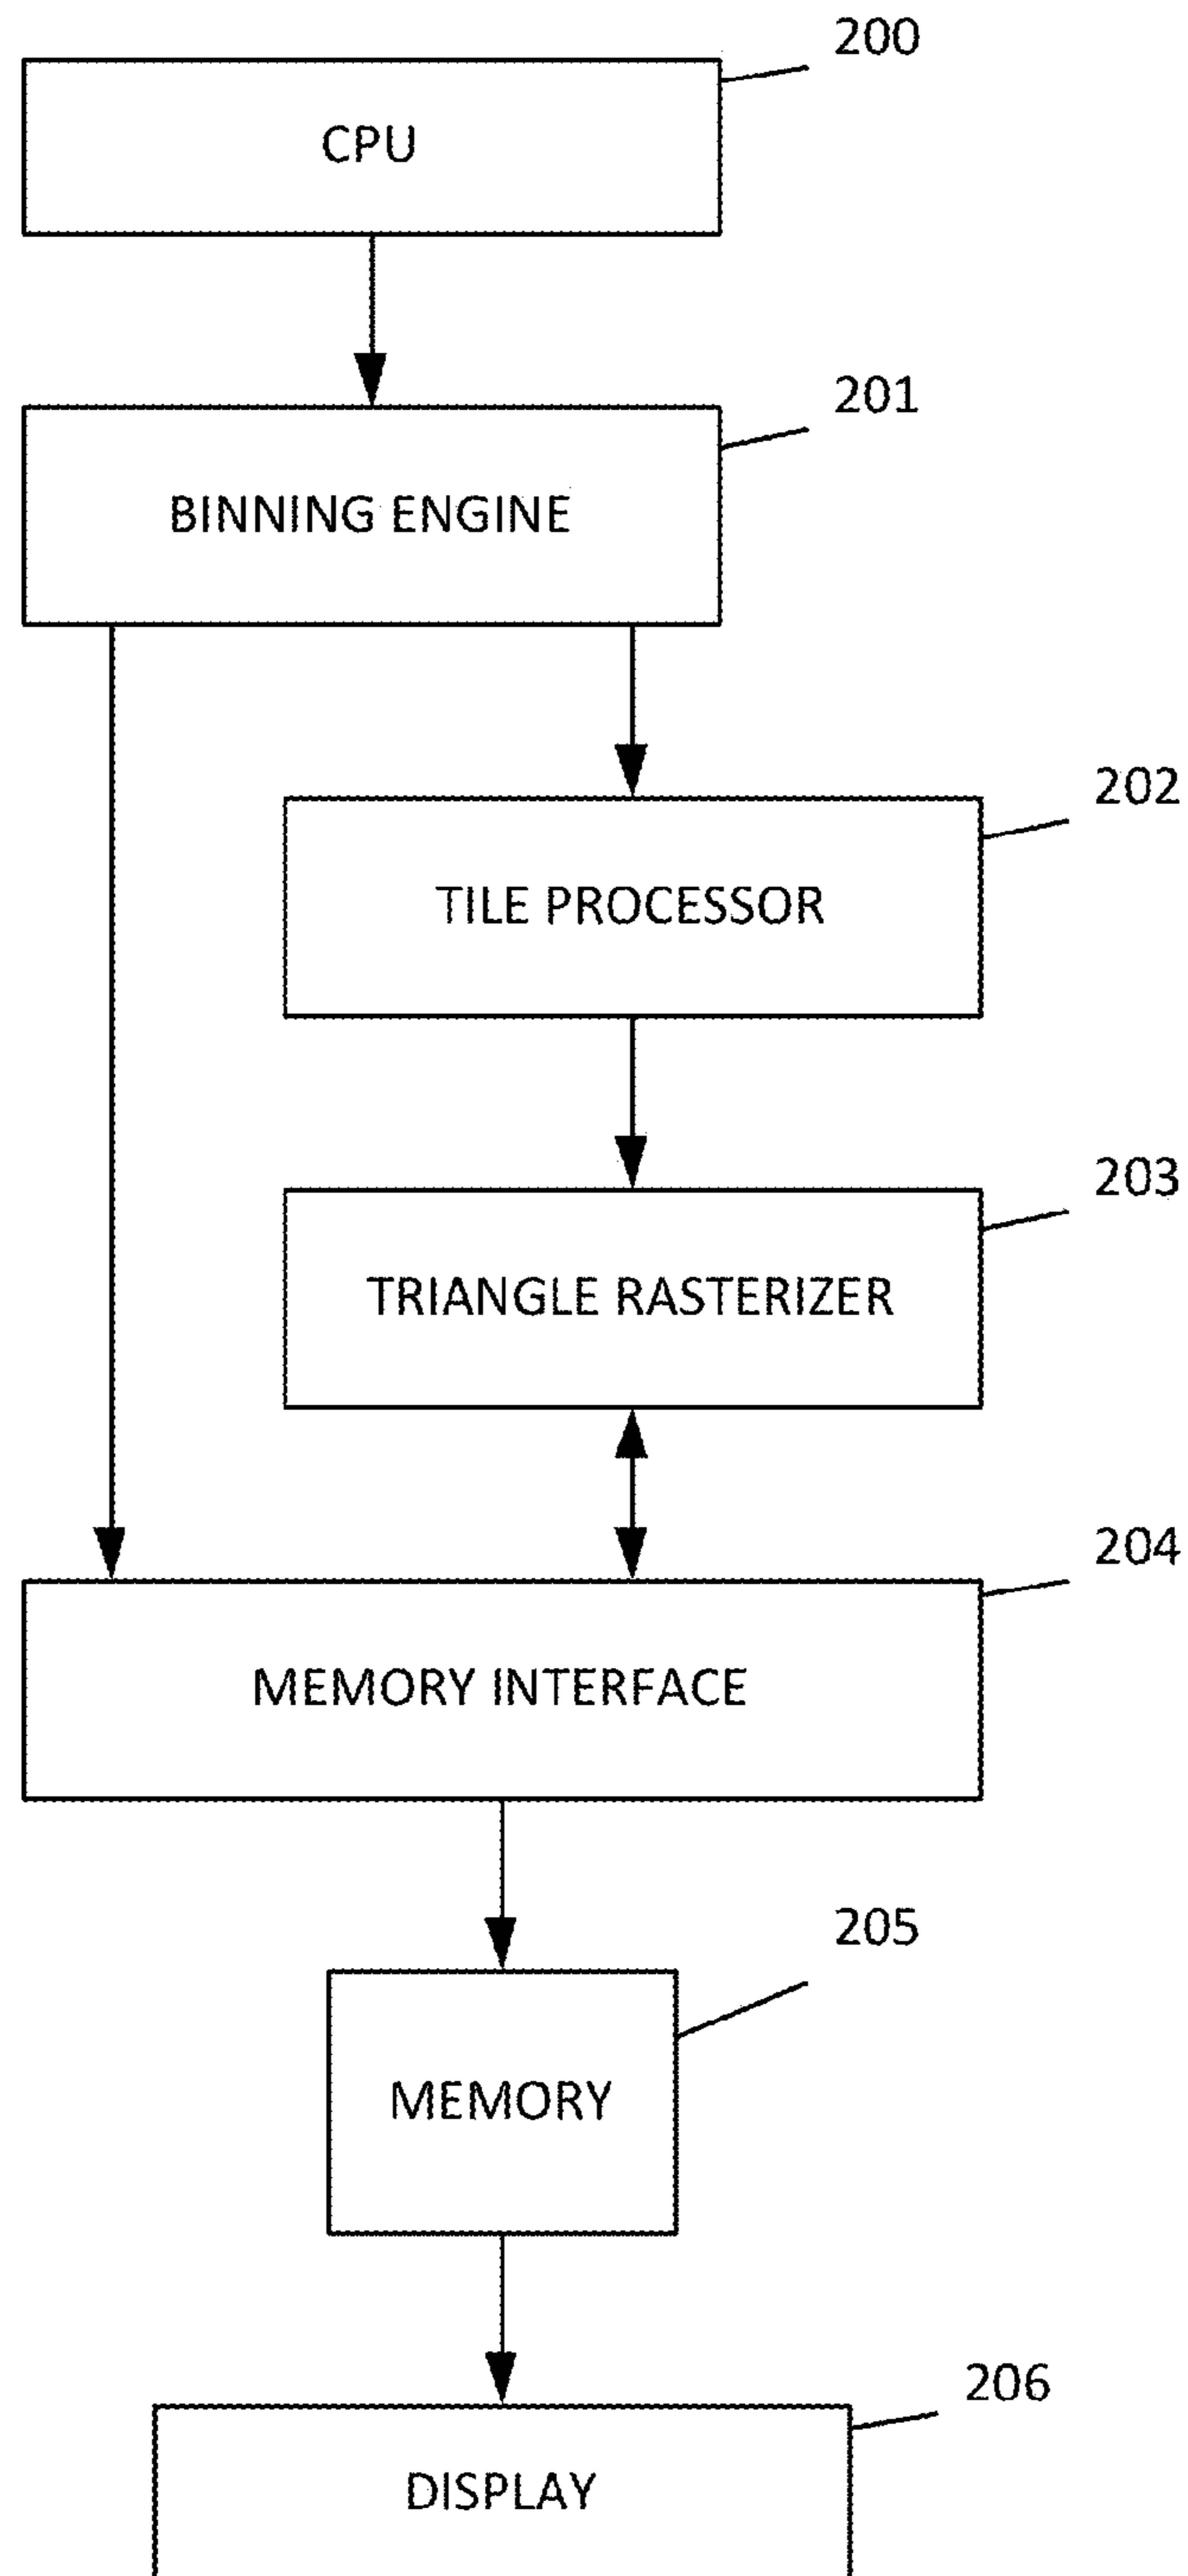 200
CPU
201
BINNING ENGINE
202
TILE PROCESSOR
203
TRIANGLE RASTERIZER
204
MEMORY INTERFACE
205
MEMORY
206
DISPLAY